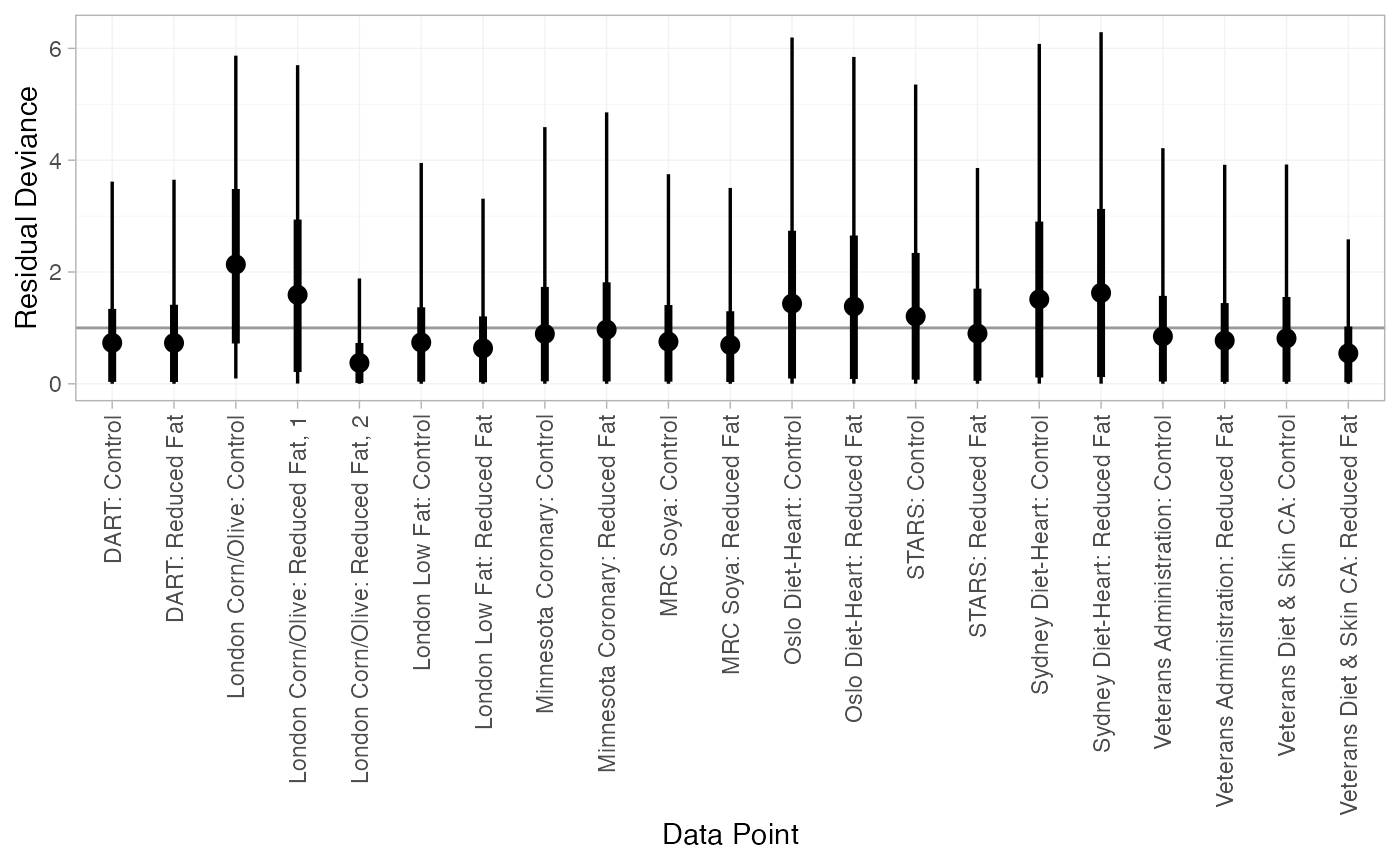 Residual Deviance
6
4
2
0
DART: Control
DART: Reduced Fat
London Corn/Olive: Control
London Corn/Olive: Reduced Fat, 1
London Corn/Olive: Reduced Fat, 2
London Low Fat: Control
London Low Fat: Reduced Fat
Minnesota Coronary: Control
Minnesota Coronary: Reduced Fat
MRC Soya: Control
MRC Soya: Reduced Fat
Oslo Diet-Heart: Control
Oslo Diet-Heart: Reduced Fat
STARS: Control
STARS: Reduced Fat
Sydney Diet-Heart: Control
Sydney Diet-Heart: Reduced Fat
Veterans Administration: Control
Veterans Administration: Reduced Fat
Veterans Diet & Skin CA: Control
Veterans Diet & Skin CA: Reduced Fat
Data Point